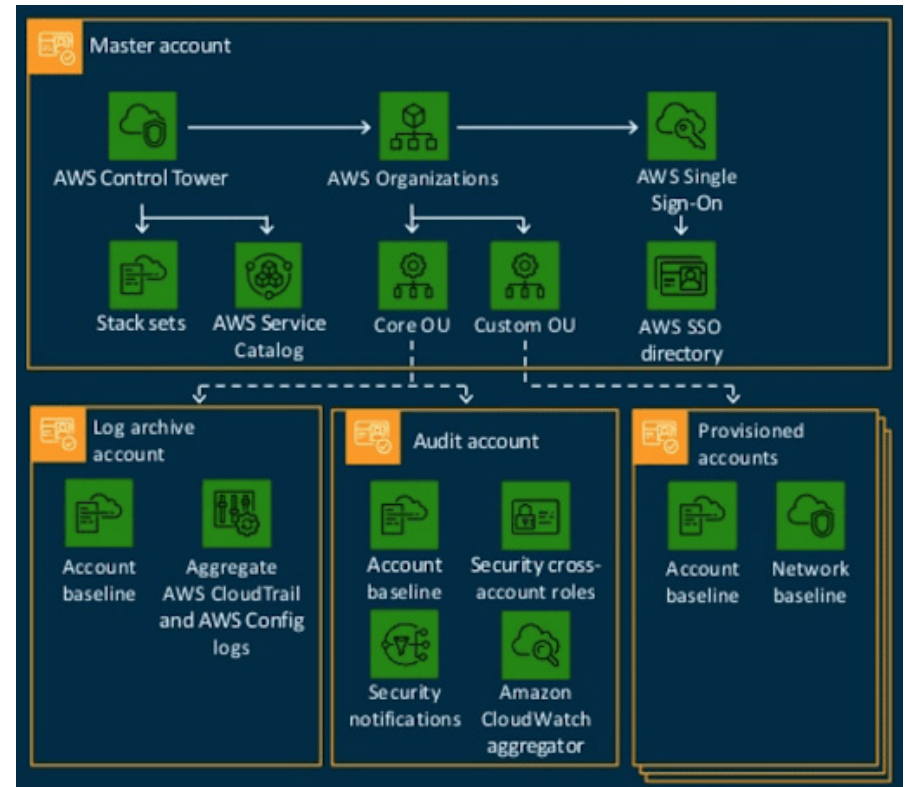 Master account
AWS Control Tower
AWS Organizations
AWS Single
Sign-On
Stack sets
AWS Service
Catalog
Core OU
Custom OU
AWS SSO
directory
Log archive
account
Account
baseline
Aggregate
AWS CloudTrail
and AWS Config
logs
Audit account
Account
baseline
Security cross-
account roles
Security
notifications
Amazon
CloudWatch
aggregator
Provisioned
accounts
Account
baseline
Network
baseline